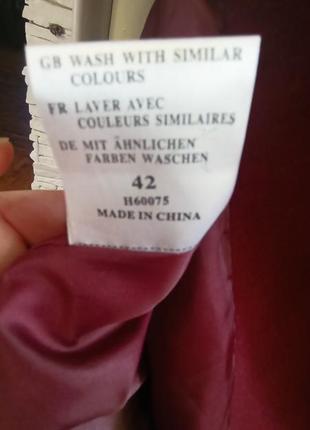 GB WASH WITH SIMILAR
COLOURS
FR LAVER AVEC
COULEURS SIMILAIRES
DE MIT ÄHNLICHEN
FARBEN WASCHEN
42
H60075
MADE IN CHINA